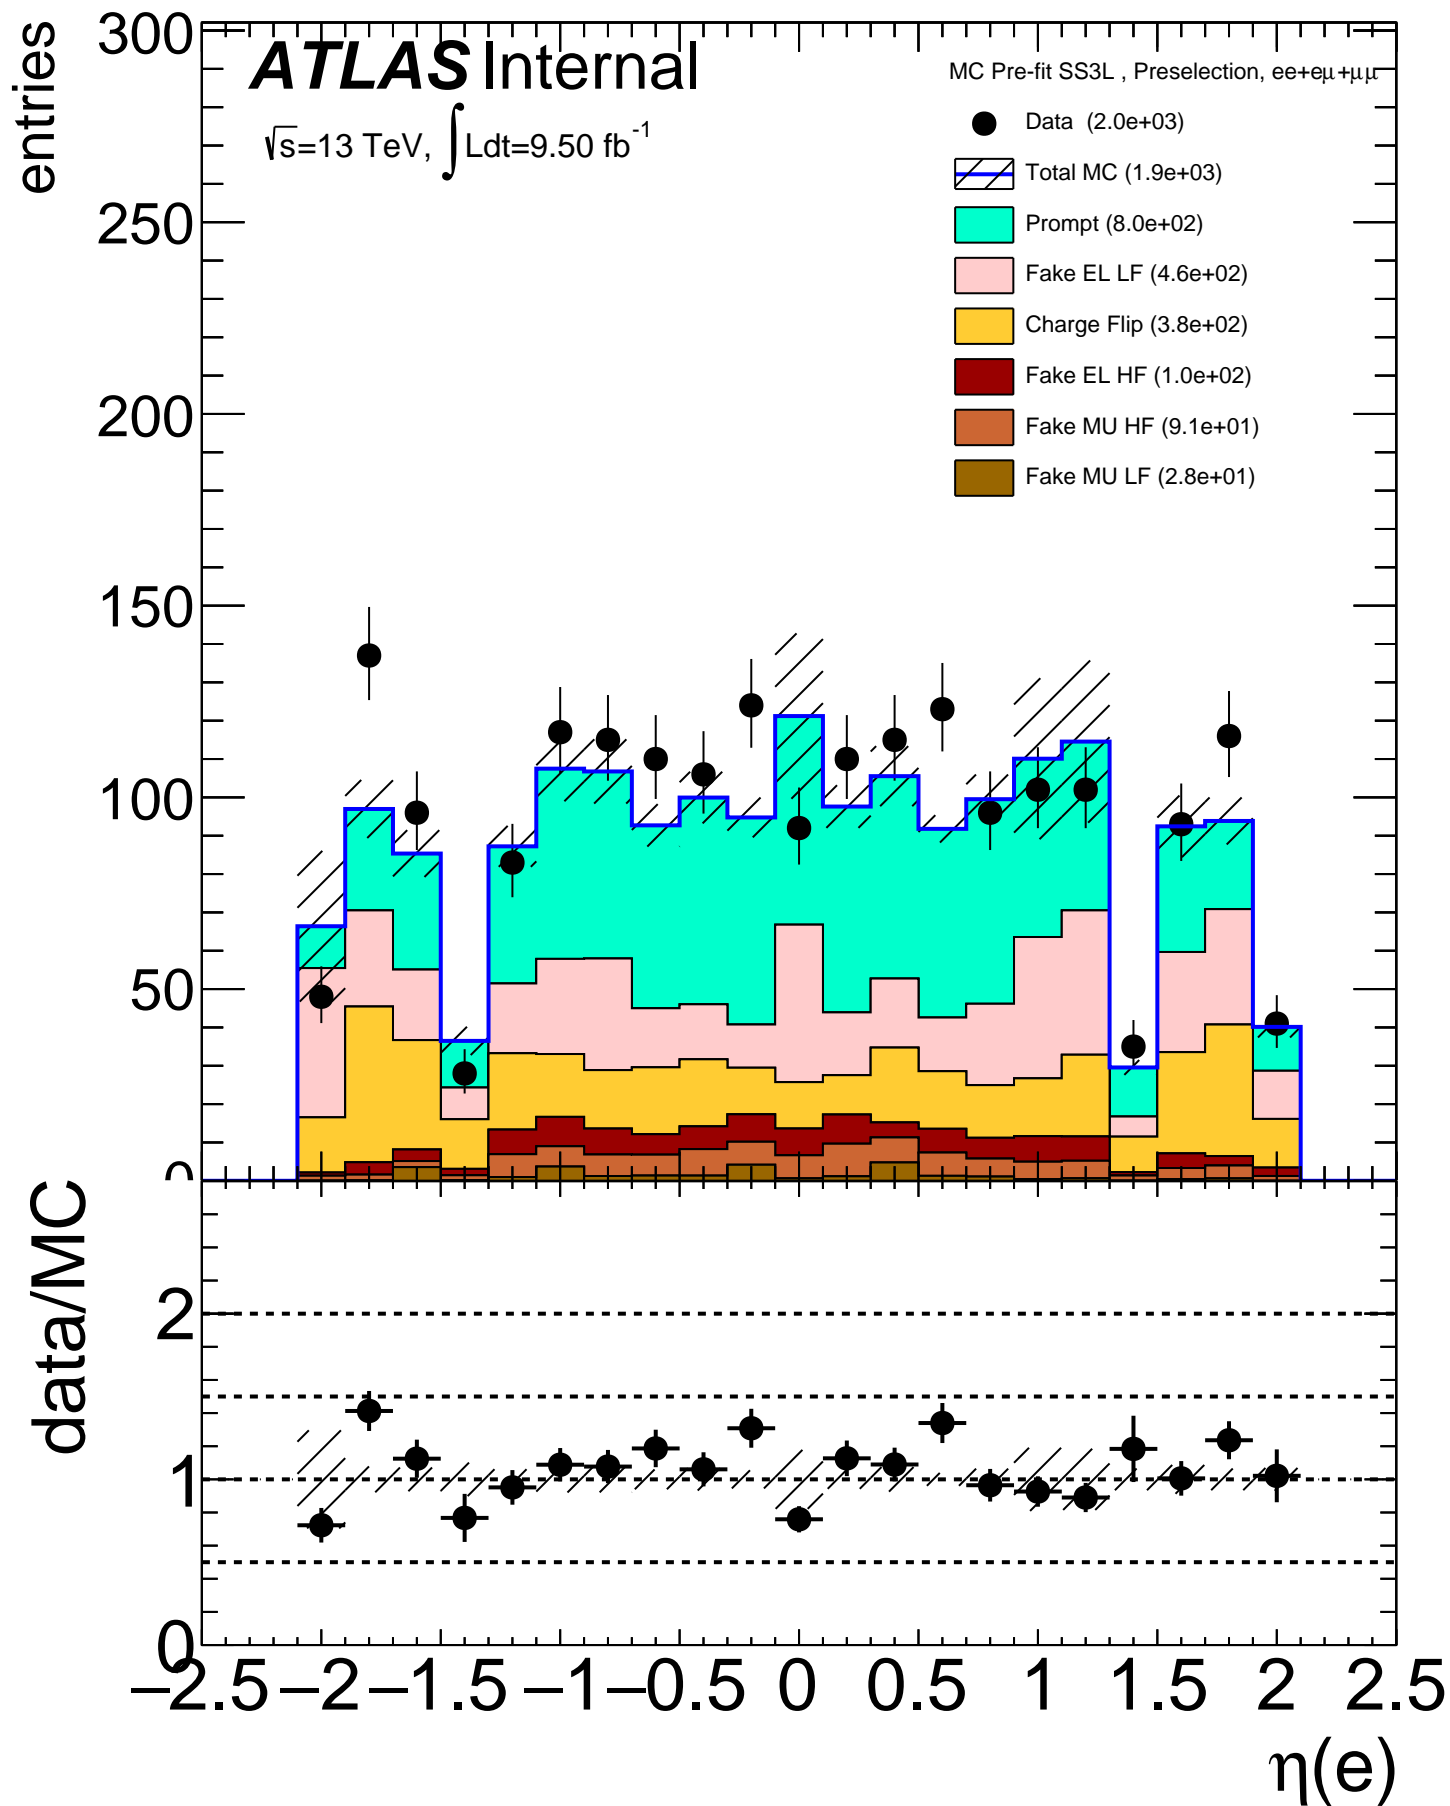 entries
300
250
200
150
100
50
0
ATLAS Internal
√s=13 TeV, ∫Ldt=9.50 fb⁻¹
MC Pre-fit SS3L , Preselection, ee+eμ+μμ
Data (2.0e+03)
Total MC (1.9e+03)
Prompt (8.0e+02)
Fake EL LF (4.6e+02)
Charge Flip (3.8e+02)
Fake EL HF (1.0e+02)
Fake MU HF (9.1e+01)
Fake MU LF (2.8e+01)
data/MC
2
1
0
−2.5 −2 −1.5 −1 −0.5 0 0.5 1 1.5 2 2.5
η(e)